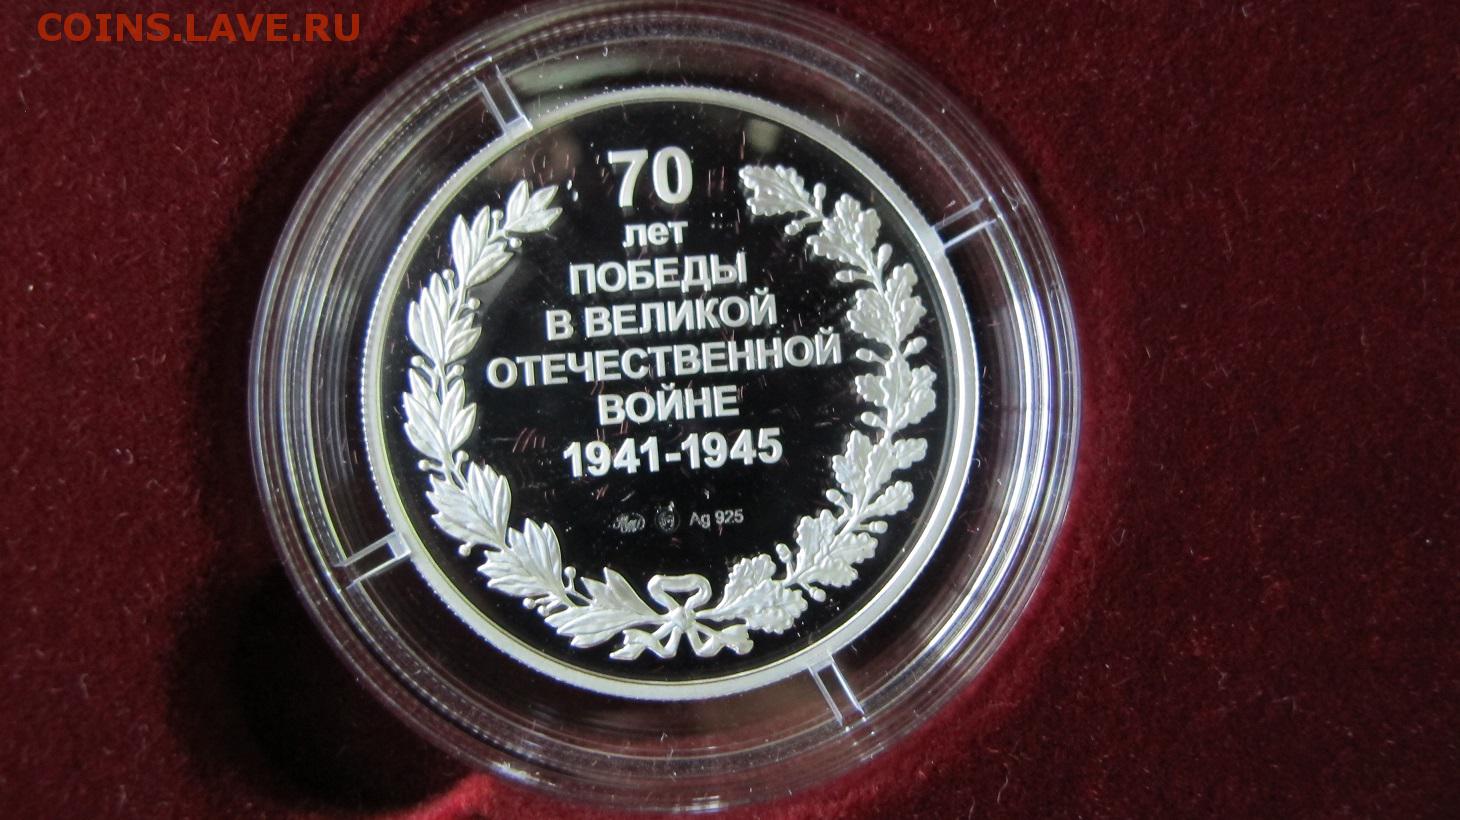 COINS.LAVE.RU
70
лет
ПОБЕДЫ
В ВЕЛИКОЙ
ОТЕЧЕСТВЕННОЙ
ВОЙНЕ
1941-1945
Ag 925